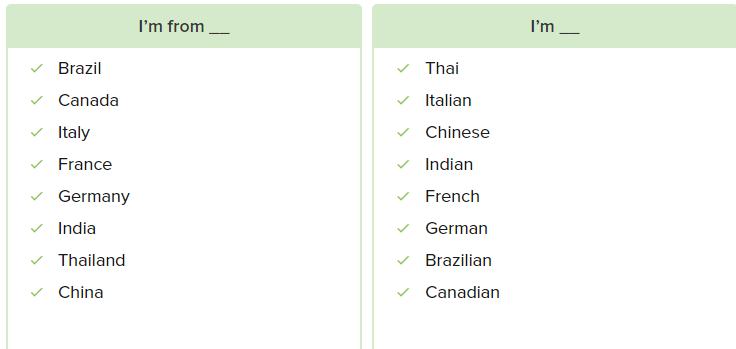 I'm from __
Brazil
Canada
Italy
France
Germany
India
Thailand
China
I'm __
Thai
Italian
Chinese
Indian
French
German
Brazilian
Canadian